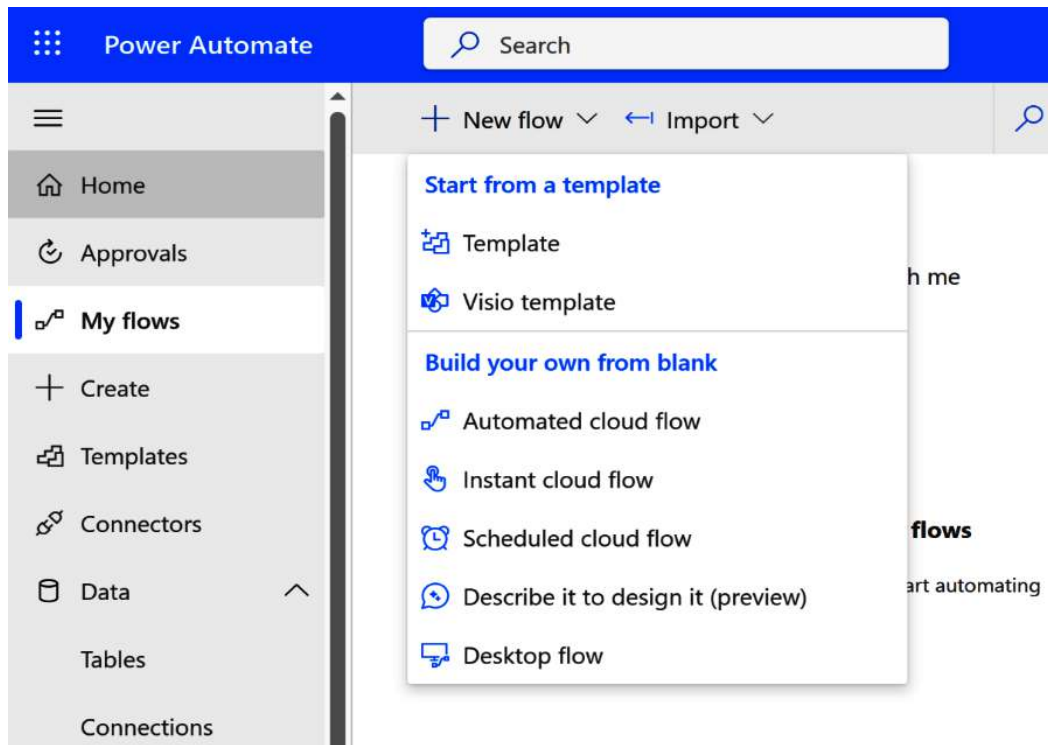 Power Automate
Search
New flow
Import
Home
Approvals
My flows
Create
Templates
Connectors
Data
Tables
Connections
Start from a template
Template
Visio template
Build your own from blank
Automated cloud flow
Instant cloud flow
Scheduled cloud flow
Describe it to design it (preview)
Desktop flow
h me
flows
art automating